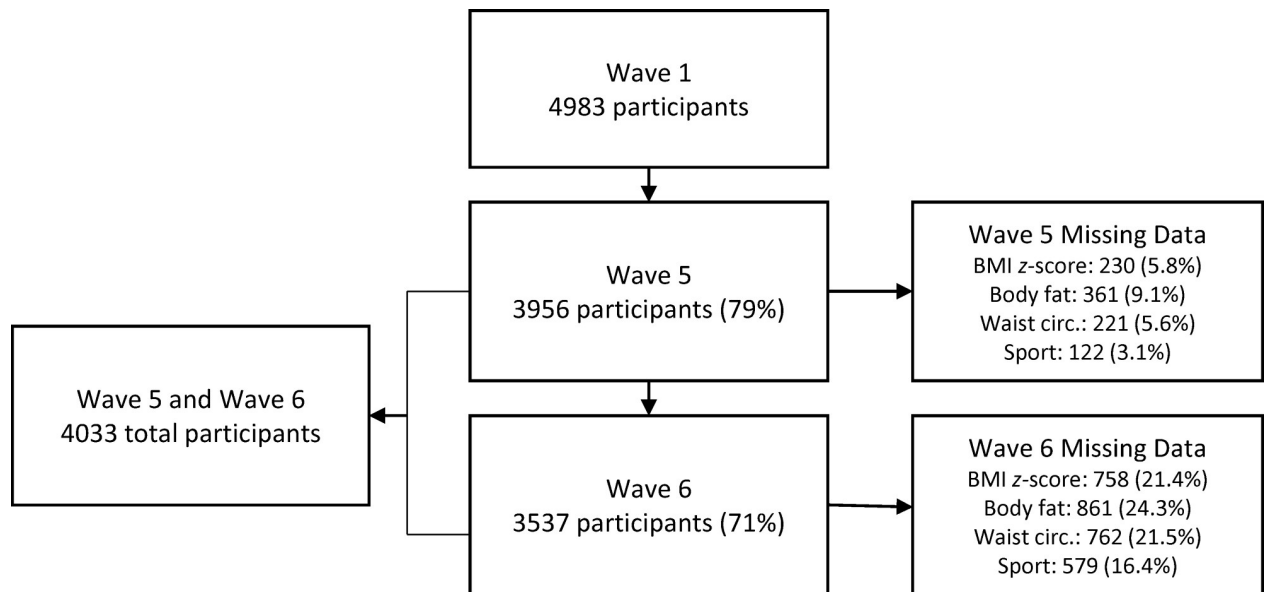 Wave 1
4983 participants
Wave 5
3956 participants (79%)
Wave 5 Missing Data
BMI z-score: 230 (5.8%)
Body fat: 361 (9.1%)
Waist circ.: 221 (5.6%)
Sport: 122 (3.1%)
Wave 5 and Wave 6
4033 total participants
Wave 6
3537 participants (71%)
Wave 6 Missing Data
BMI z-score: 758 (21.4%)
Body fat: 861 (24.3%)
Waist circ.: 762 (21.5%)
Sport: 579 (16.4%)